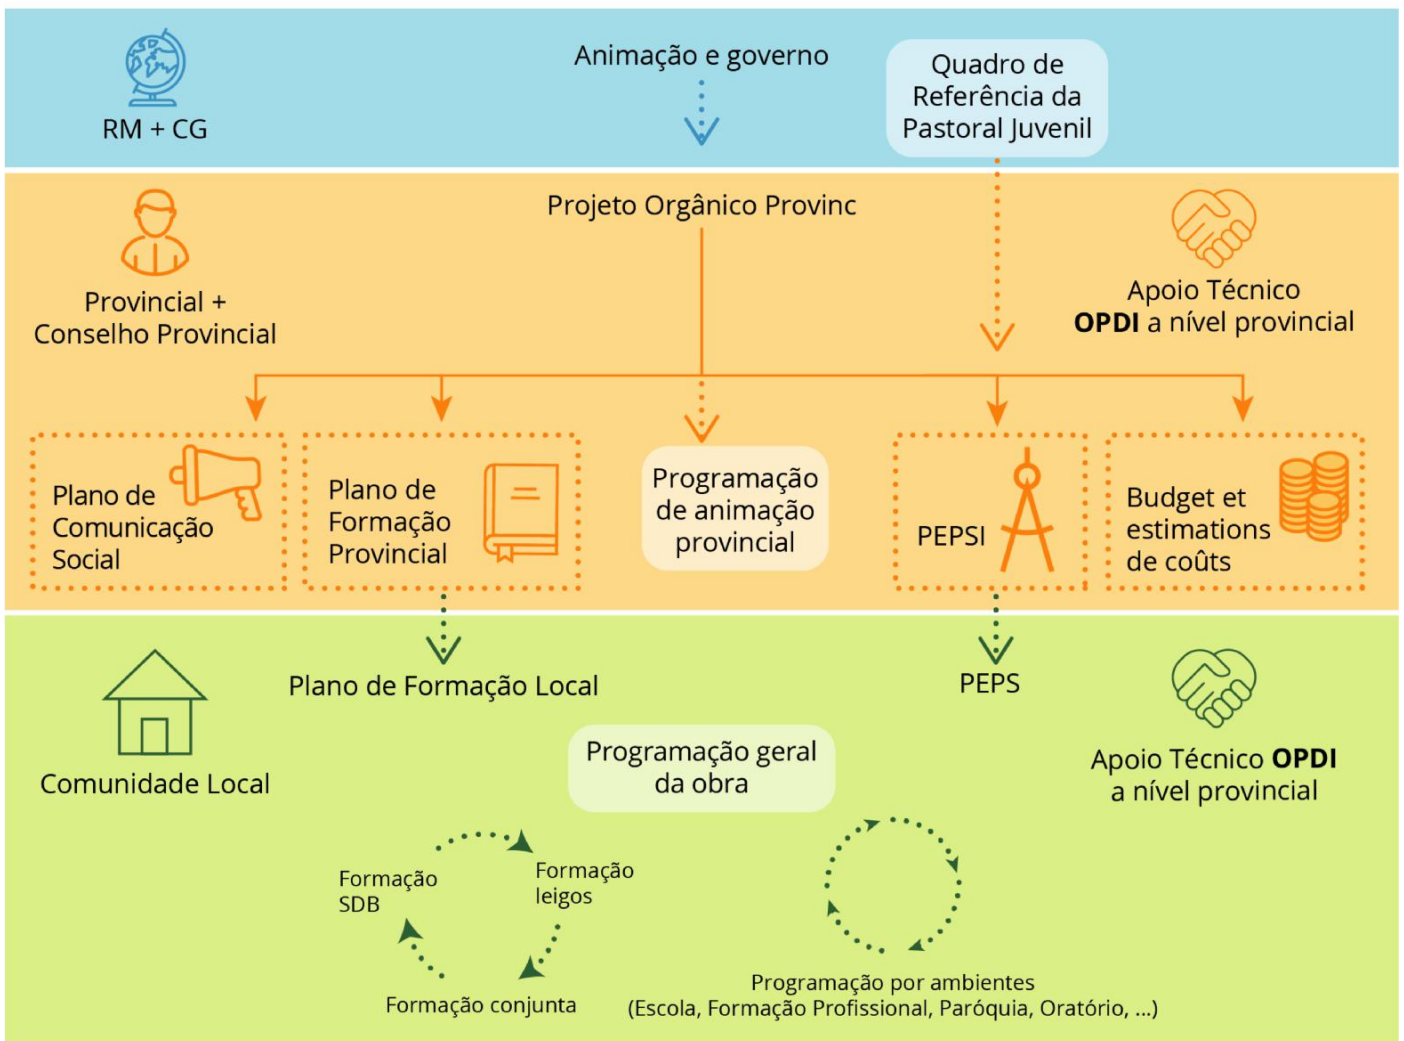 RM + CG
Animação e governo
Quadro de
Referência da
Pastoral Juvenil
Projeto Orgânico Provinc
Provincial +
Conselho Provincial
Apoio Técnico
OPDI a nível provincial
Plano de
Comunicação
Social
Plano de
Formação
Provincial
Programação
de animação
provincial
PEPSI
Budget et
estimations
de coûts
Plano de Formação Local
PEPS
Comunidade Local
Programação geral
da obra
Apoio Técnico OPDI
a nível provincial
Formação
SDB
Formação
leigos
Formação conjunta
Programação por ambientes
(Escola, Formação Profissional, Paróquia, Oratório, ...)